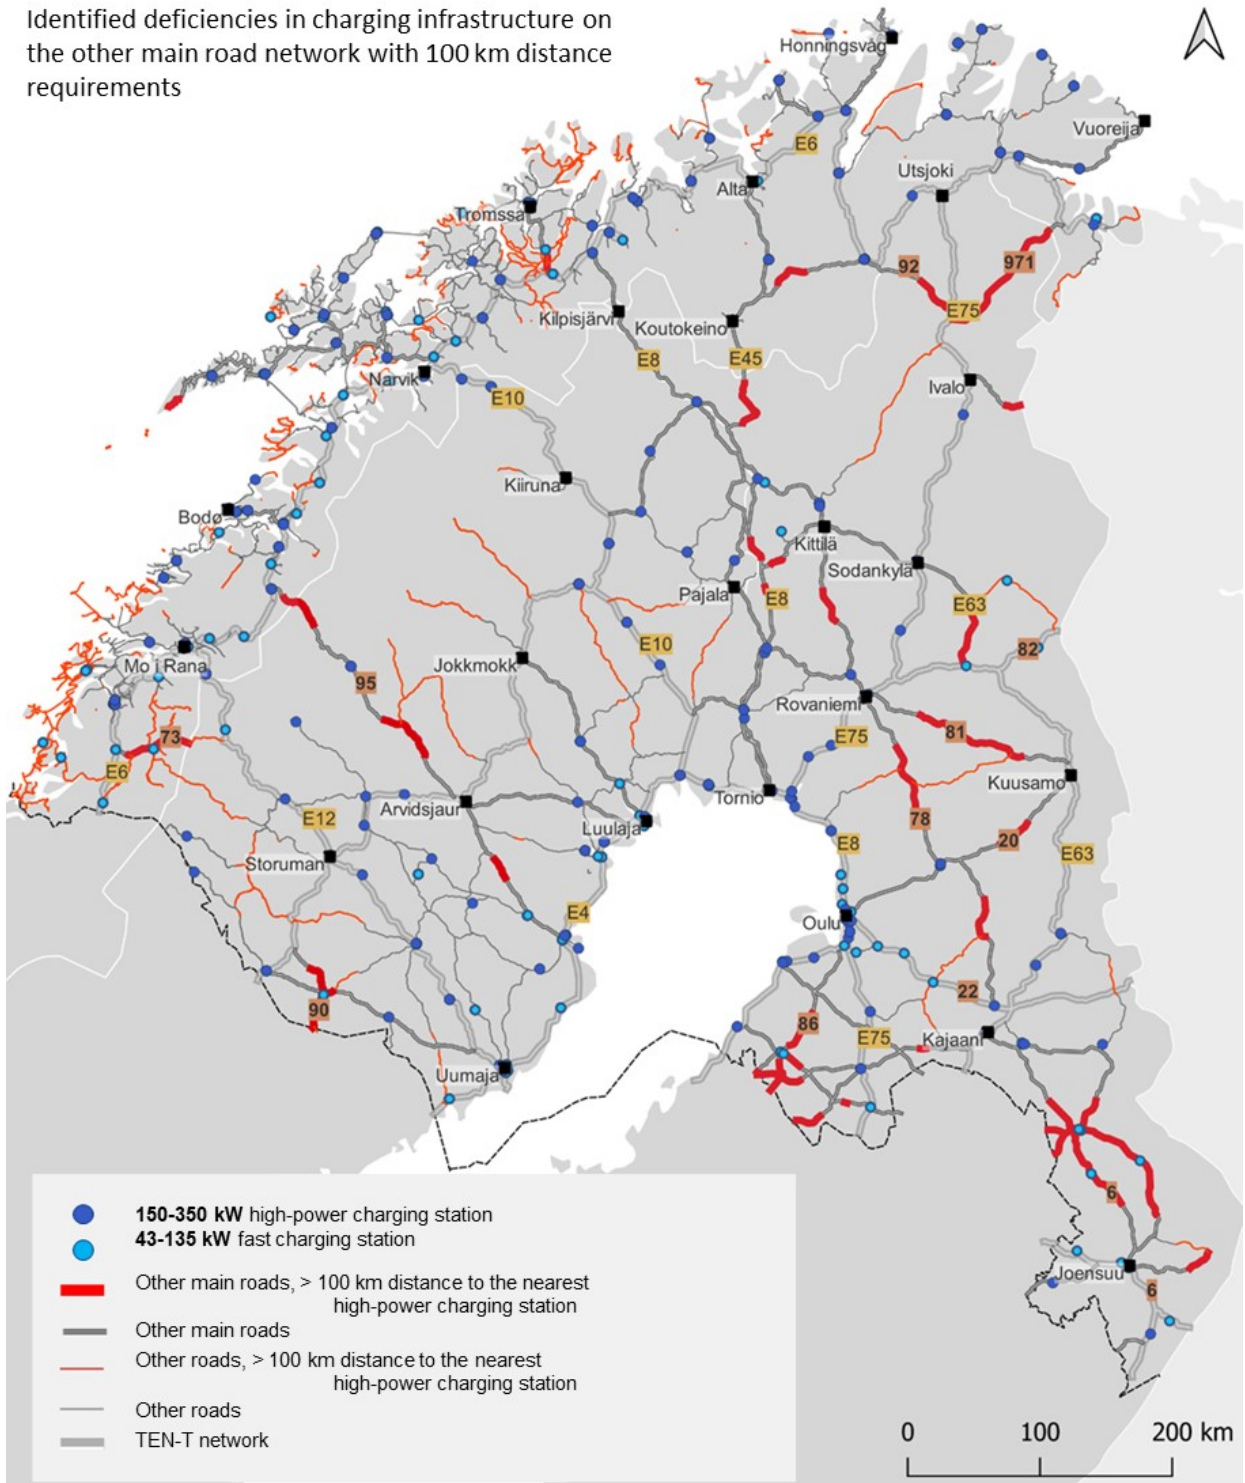 Identified deficiencies in charging infrastructure on
the other main road network with 100 km distance
requirements
Honningsvåg
Vuoreija
E6
Utsjoki
Alta
Tromssa
92
971
E75
Kilpisjärvi
Koutokeino
E8
E45
Narvik
Ivalo
E10
Kiiruna
Bodø
Kittilä
Sodankylä
Pajala
E8
E63
E10
82
Mo i Rana
Jokkmokk
95
Rovaniemi
73
81
E75
E6
Kuusamo
Tornio
Arvidsjaur
E12
78
Luulaja
20
E8
E63
Storuman
E4
Oulu
22
90
86
E75
Kajaani
Uumaja
6
Joensuu
6
150-350 kW high-power charging station
43-135 kW fast charging station
Other main roads, > 100 km distance to the nearest
high-power charging station
Other main roads
Other roads, > 100 km distance to the nearest
high-power charging station
Other roads
TEN-T network
0 100 200 km